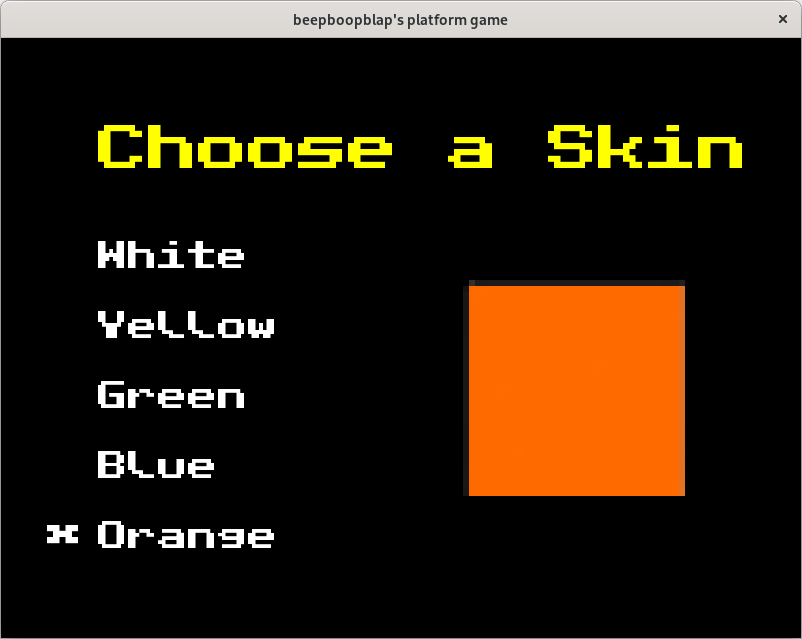 beepboopblap's platform game
Choose a Skin
White
Yellow
Green
Blue
Orange